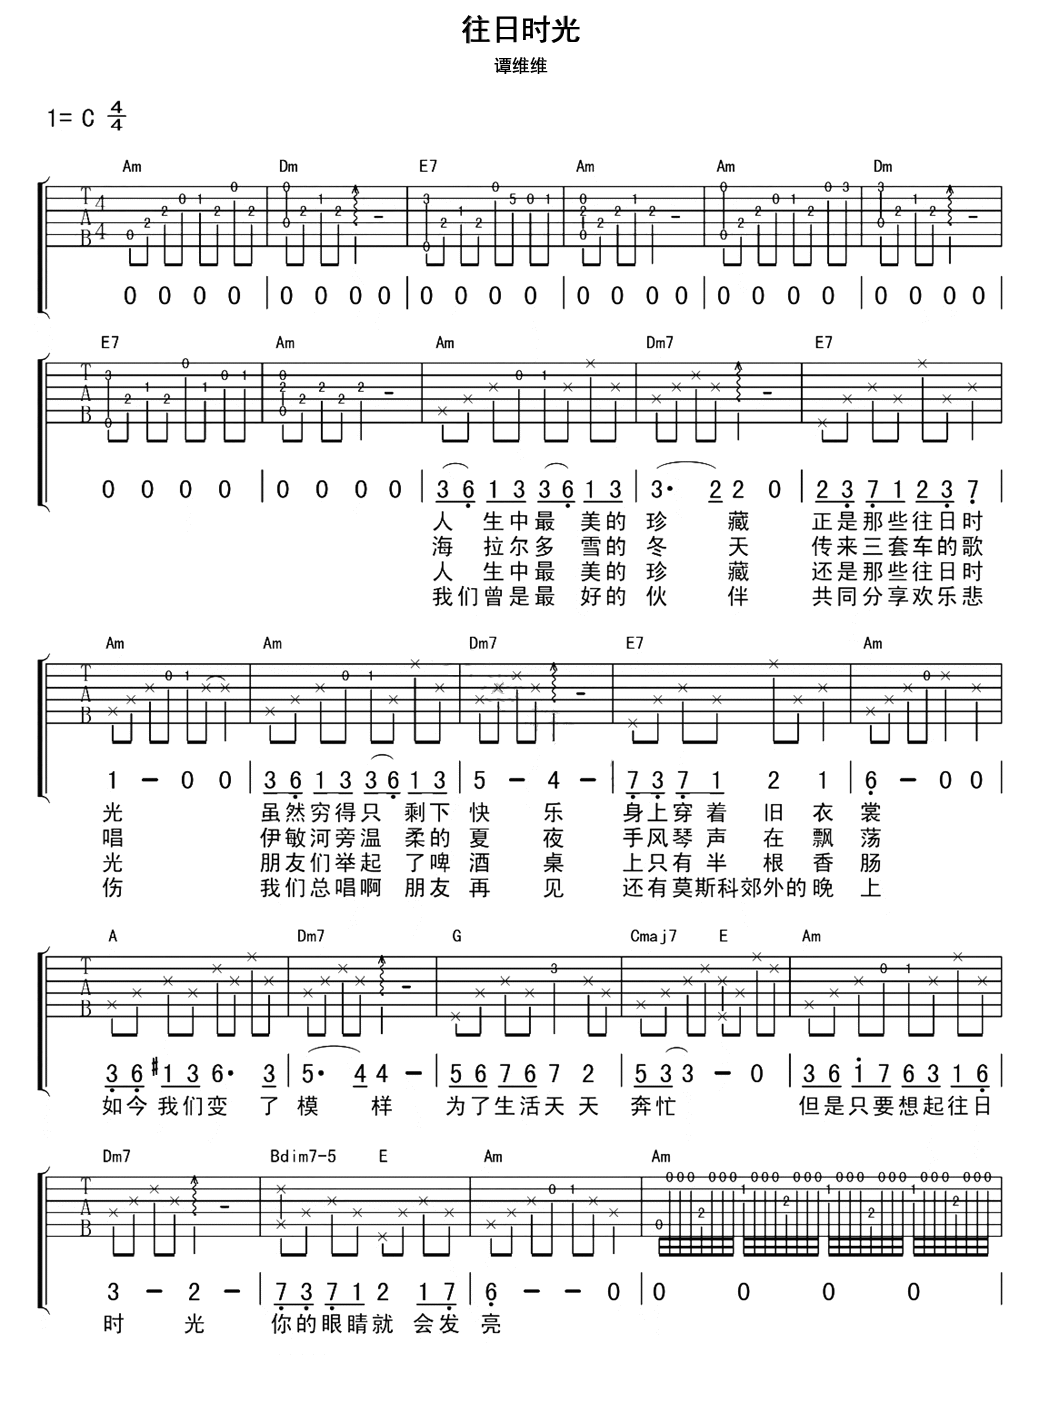 往日时光
谭维维
1= C 4/4
Am Dm E7 Am Am Dm
0 0 0 0 0 0 0 0 0 0 0 0 0 0 0 0 0 0 0 0 0 0 0 0
E7 Am Am Dm7 E7
0 0 0 0 0 0 0 0 3 6 1 3 3 6 1 3 3· 2 2 0 2 3 7 1 2 3 7
人 生中最 美的 珍 藏 正是那些往日时
海 拉尔多 雪的 冬 天 传来三套车的歌
人 生中最 美的 珍 藏 还是那些往日时
我们曾是最 好的 伙 伴 共同分享欢乐悲
Am Am Dm7 E7 Am
1 - 0 0 3 6 1 3 3 6 1 3 5 - 4 - 7 3 7 1 2 1 6 - 0 0
光 虽然穷得只 剩下 快 乐 身上穿着 旧 衣 裳
唱 伊敏河旁温 柔的 夏 夜 手风琴声 在 飘 荡
光 朋友们举起 了啤 酒 桌 上只有半 根 香 肠
伤 我们总唱啊 朋友 再 见 还有莫斯科郊外的晚 上
A Dm7 G Cmaj7 E Am
3 6 #1 3 6· 3 5· 4 4 - 5 6 7 6 7 2 5 3 3 - 0 3 6 1 7 6 3 1 6
如今 我们变 了 模 样 为了生活天 天 奔忙 但是只要想起往日
Dm7 Bdim7-5 E Am Am
3 - 2 - 7 3 7 1 2 1 7 6 - - 0 0 0 0 0
时 光 你的眼睛就 会发 亮